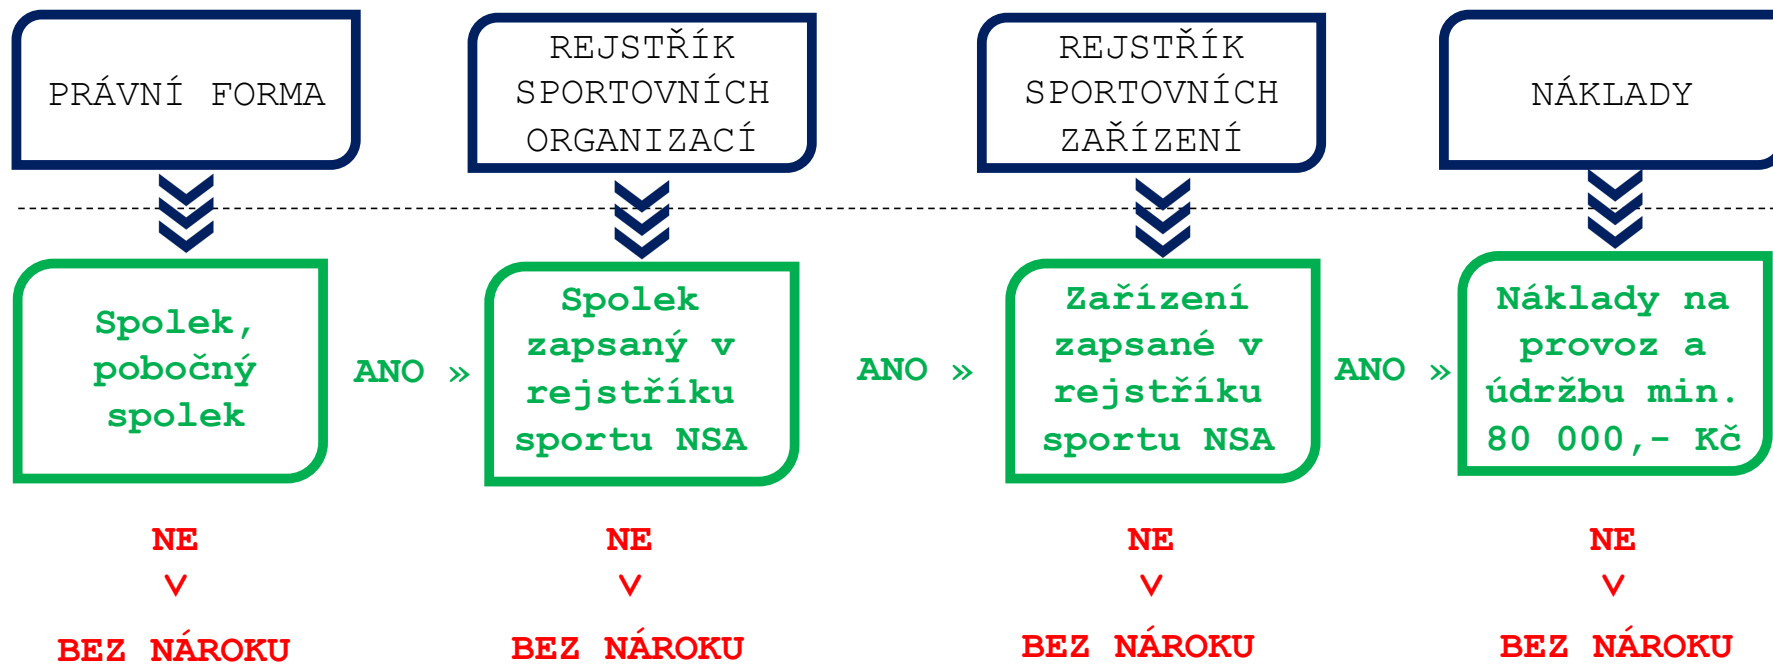 PRÁVNÍ FORMA
REJSTŘÍK
SPORTOVNÍCH
ORGANIZACÍ
REJSTŘÍK
SPORTOVNÍCH
ZAŘÍZENÍ
NÁKLADY
Spolek,
pobočný
spolek
ANO »
Spolek
zapsaný v
rejstříku
sportu NSA
ANO »
Zařízení
zapsané v
rejstříku
sportu NSA
ANO »
Náklady na
provoz a
údržbu min.
80 000,- Kč
NE
BEZ NÁROKU
NE
BEZ NÁROKU
NE
BEZ NÁROKU
NE
BEZ NÁROKU